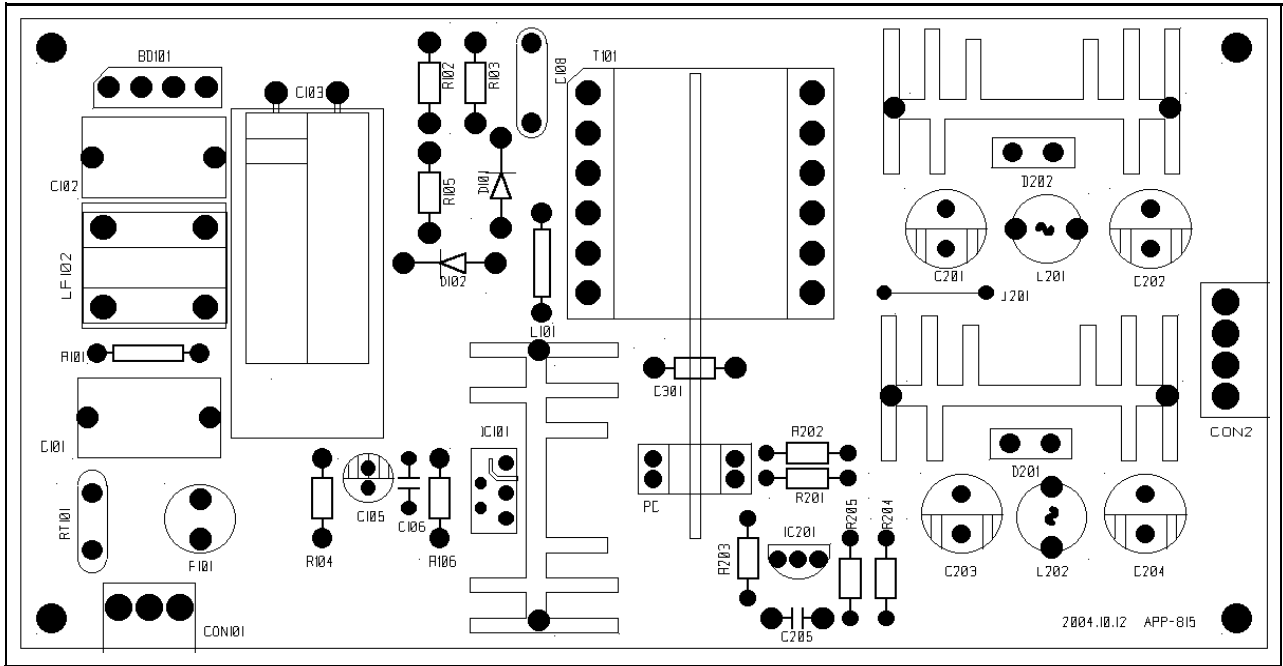 BD101
C103
R102
R103
C108
T101
C102
R105
D101
D202
LF102
D102
C201
L201
C202
J201
L101
R101
C301
C101
IC101
R202
CON2
D201
R201
PC
RT101
C105
C106
R205
R204
R203
IC201
F101
R104
R106
C203
L202
C204
CON101
C205
2004.10.12 APP-815